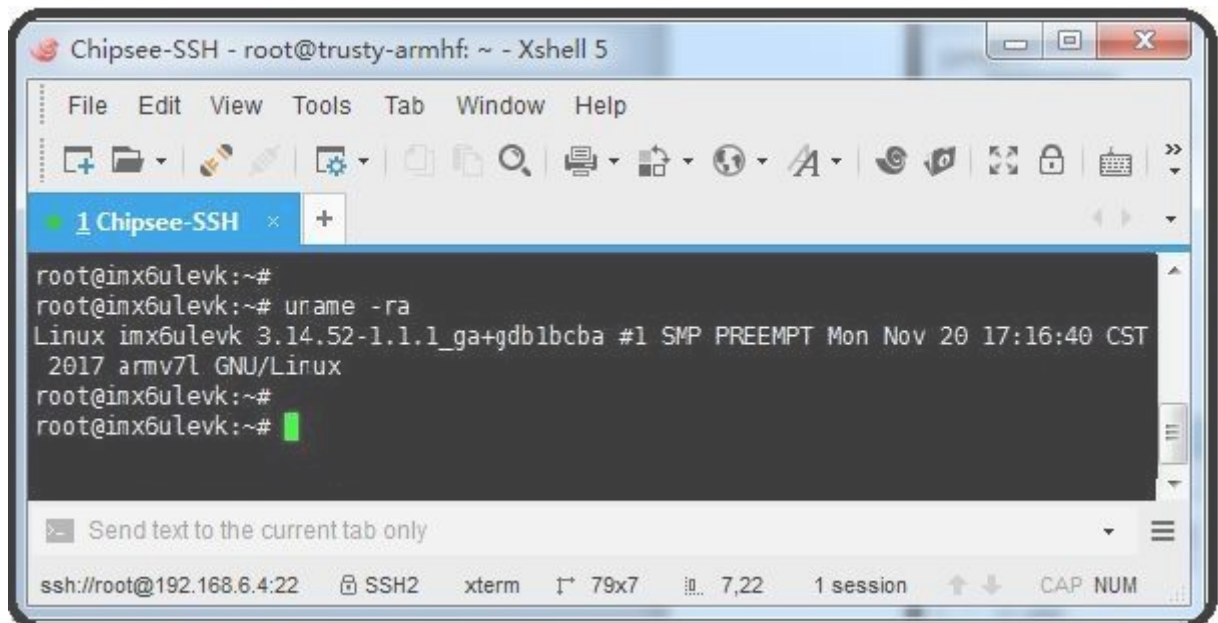 Chipsee-SSH - root@trusty-armhf: ~ - Xshell 5
File Edit View Tools Tab Window Help
1 Chipsee-SSH
root@imx6ulevk:~#
root@imx6ulevk:~# uname -ra
Linux imx6ulevk 3.14.52-1.1.1_ga+gdb1bcba #1 SMP PREEMPT Mon Nov 20 17:16:40 CST
2017 armv7l GNU/Linux
root@imx6ulevk:~#
root@imx6ulevk:~#
Send text to the current tab only
ssh://root@192.168.6.4:22 SSH2 xterm 79x7 7,22 1 session CAP NUM